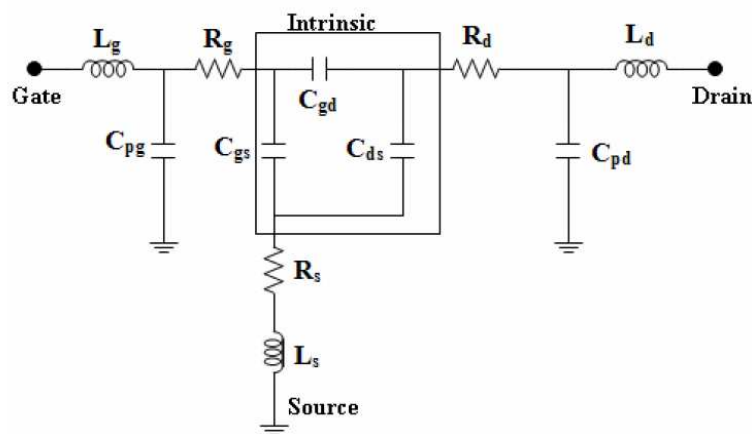 Intrinsic
Lg
Rg
Rd
Ld
Gate
Cgd
Drain
Cpg
Cgs
Cds
Cpd
Rs
Ls
Source